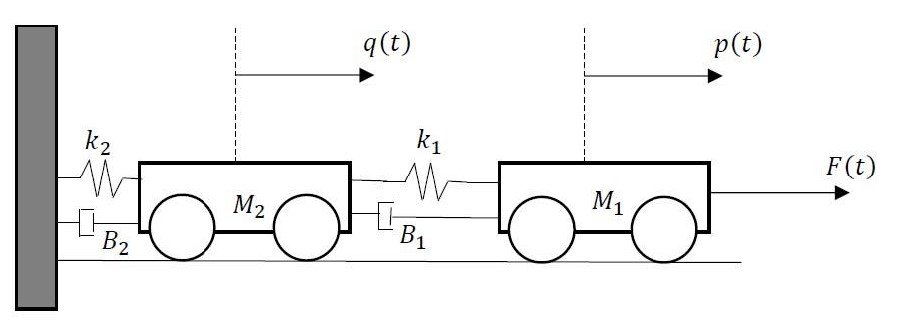 q(t)
p(t)
k₂
k₁
F(t)
M₂
M₁
B₂
B₁